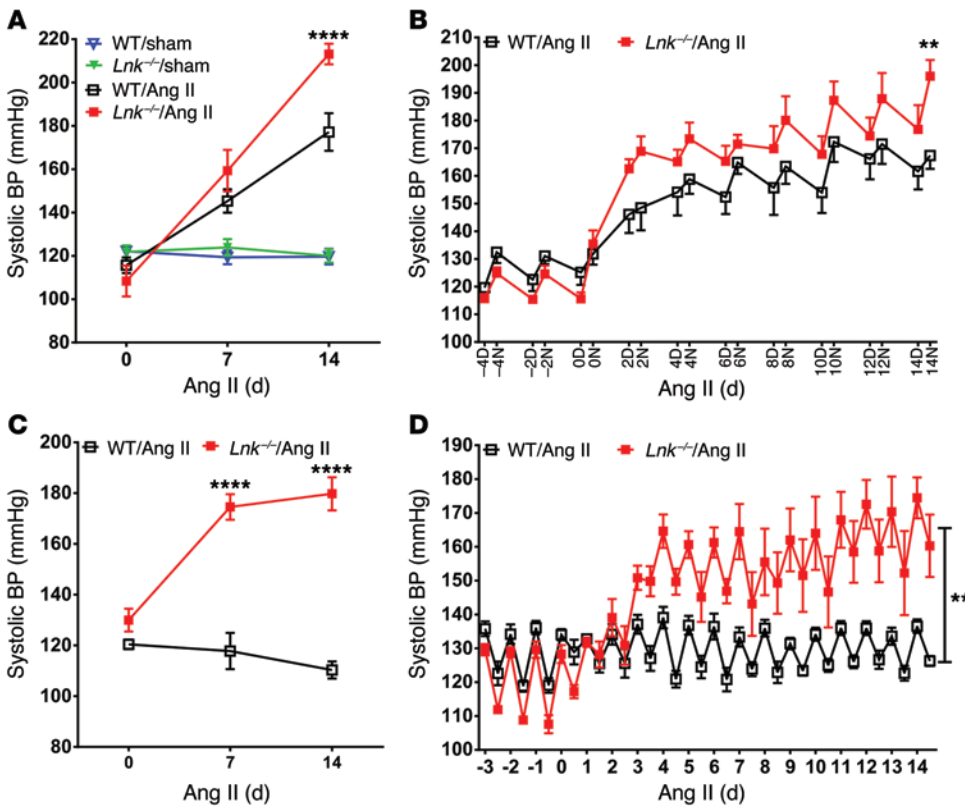 A
WT/sham
Lnk−/−/sham
WT/Ang II
Lnk−/−/Ang II
****
Systolic BP (mmHg)
220
200
180
160
140
120
100
80
0 7 14
Ang II (d)
B
WT/Ang II Lnk−/−/Ang II
**
Systolic BP (mmHg)
210
200
190
180
170
160
150
140
130
120
110
100
−4D −4N −2D −2N 0D 0N 2D 2N 4D 4N 6D 6N 8D 8N 10D 10N 12D 12N 14D 14N
Ang II (d)
C
WT/Ang II Lnk−/−/Ang II
**** ****
Systolic BP (mmHg)
200
180
160
140
120
100
80
0 7 14
Ang II (d)
D
WT/Ang II Lnk−/−/Ang II
**
Systolic BP (mmHg)
190
180
170
160
150
140
130
120
110
100
-3 -2 -1 0 1 2 3 4 5 6 7 8 9 10 11 12 13 14
Ang II (d)